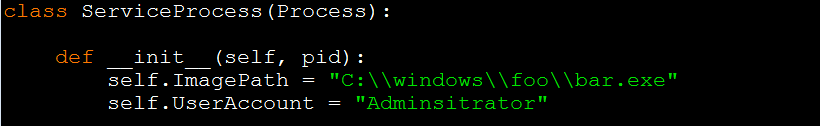 class ServiceProcess(Process):
def __init__(self, pid):
self.ImagePath = "C:\\windows\\foo\\bar.exe"
self.UserAccount = "Adminsitrator"